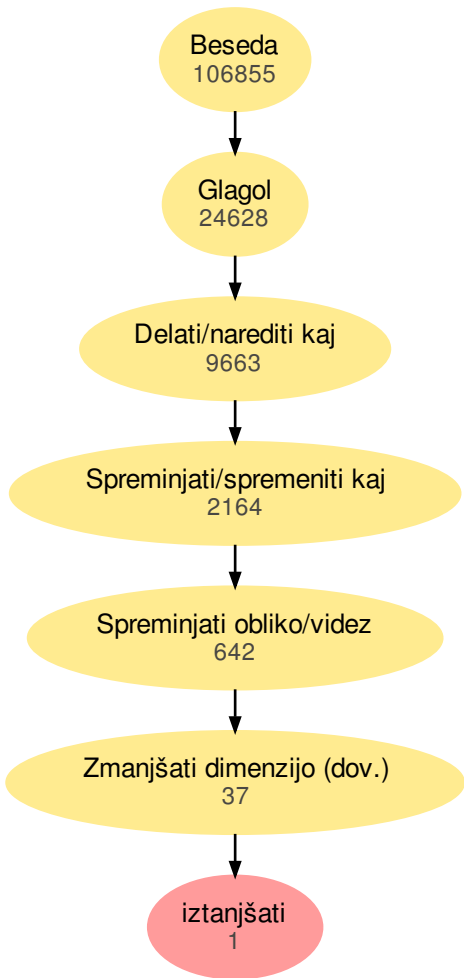 Beseda
106855
Glagol
24628
Delati/narediti kaj
9663
Spreminjati/spremeniti kaj
2164
Spreminjati obliko/videz
642
Zmanjšati dimenzijo (dov.)
37
iztanjšati
1